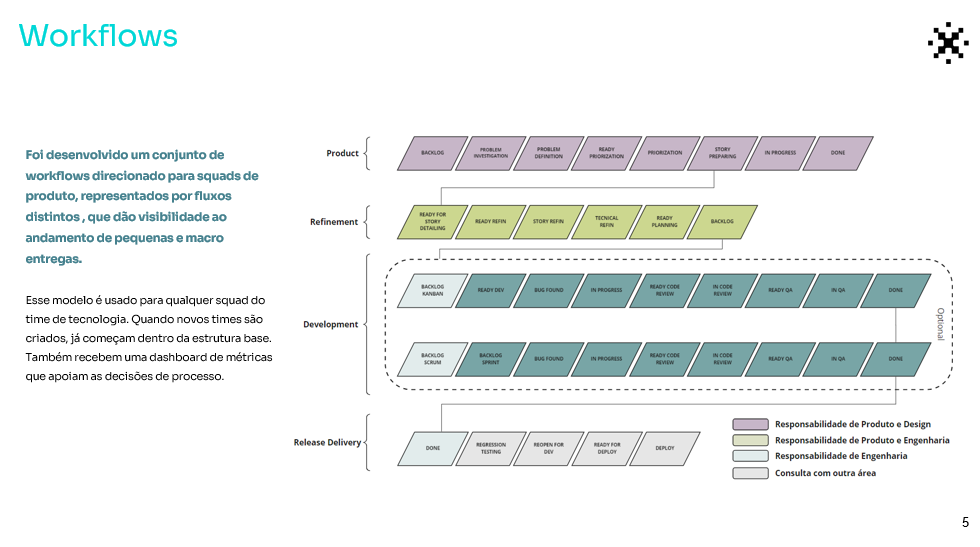 Workflows
Foi desenvolvido um conjunto de
workflows direcionado para squads de
produto, representados por fluxos
distintos , que dão visibilidade ao
andamento de pequenas e macro
entregas.
Esse modelo é usado para qualquer squad do
time de tecnologia. Quando novos times são
criados, já começam dentro da estrutura base.
Também recebem uma dashboard de métricas
que apoiam as decisões de processo.
Product
BACKLOG
PROBLEM
INVESTIGATION
PROBLEM
DEFINITION
READY
PRIORIZATION
PRIORIZATION
STORY
PREPARING
IN PROGRESS
DONE
Refinement
READY FOR
STORY
DETAILING
READY REFIN
STORY REFIN
TECNICAL
REFIN
READY
PLANNING
BACKLOG
Development
BACKLOG
KANBAN
READY DEV
BUG FOUND
IN PROGRESS
READY CODE
REVIEW
IN CODE
REVIEW
READY QA
IN QA
DONE
BACKLOG
SCRUM
BACKLOG
SPRINT
BUG FOUND
IN PROGRESS
READY CODE
REVIEW
IN CODE
REVIEW
READY QA
IN QA
DONE
Optional
Release Delivery
DONE
REGRESSION
TESTING
REOPEN FOR
DEV
READY FOR
DEPLOY
DEPLOY
Responsabilidade de Produto e Design
Responsabilidade de Produto e Engenharia
Responsabilidade de Engenharia
Consulta com outra área
5